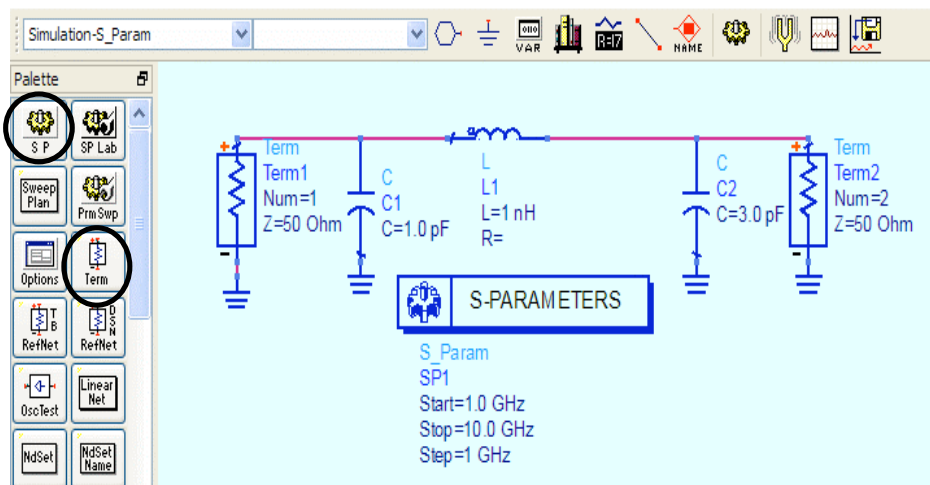 Simulation-S_Param
VAR
R=17
NAME
Palette
S P
SP Lab
Sweep
Plan
Prm Swp
Options
Term
T
B
RefNet
D
S
N
RefNet
OscTest
Linear
Net
NdSet
NdSet
Name
+
Term
Term1
Num=1
Z=50 Ohm
-
C
C1
C=1.0 pF
L
L1
L=1 nH
R=
C
C2
C=3.0 pF
+
Term
Term2
Num=2
Z=50 Ohm
-
S-PARAMETERS
S_Param
SP1
Start=1.0 GHz
Stop=10.0 GHz
Step=1 GHz